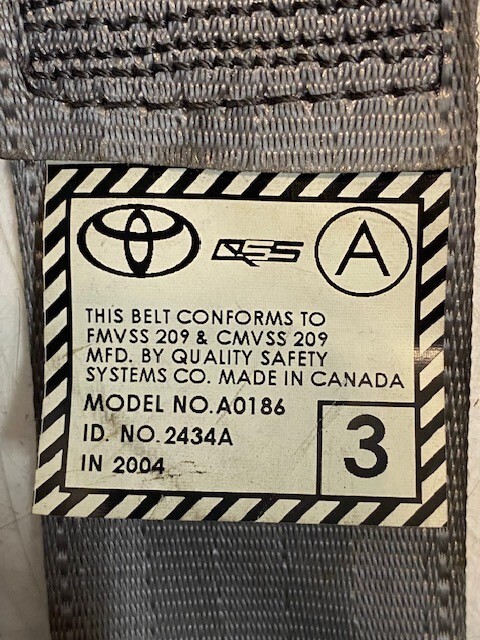 QSS A
THIS BELT CONFORMS TO
FMVSS 209 & CMVSS 209
MFD. BY QUALITY SAFETY
SYSTEMS CO. MADE IN CANADA
MODEL NO.A0186
ID. NO.2434A
IN 2004
3